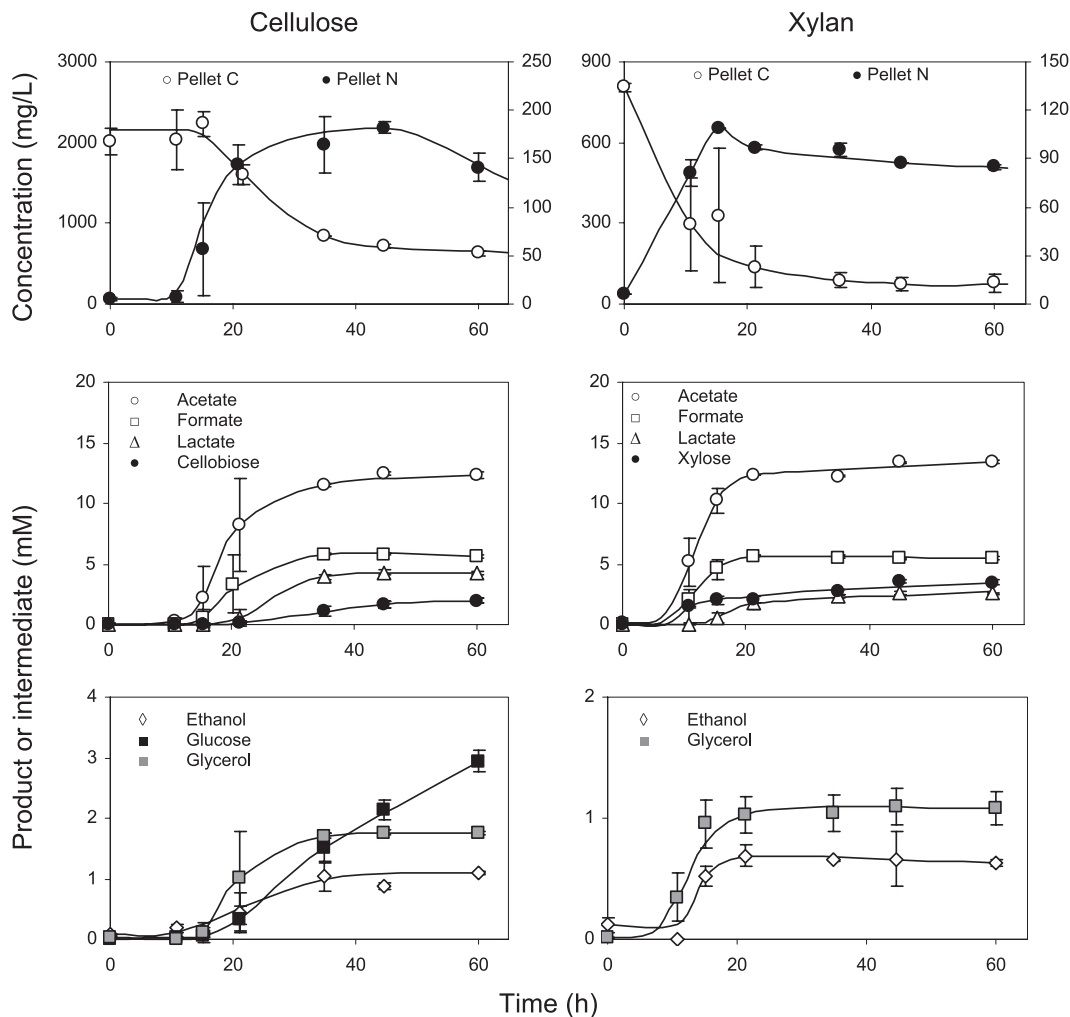 Cellulose
Xylan
Concentration (mg/L)
Product or intermediate (mM)
3000
2000
1000
0
250
200
150
100
50
0
Pellet C
Pellet N
0
20
40
60
900
600
300
0
150
120
90
60
30
0
Pellet C
Pellet N
0
20
40
60
20
15
10
5
0
Acetate
Formate
Lactate
Cellobiose
0
20
40
60
20
15
10
5
0
Acetate
Formate
Lactate
Xylose
0
20
40
60
4
3
2
1
0
Ethanol
Glucose
Glycerol
0
20
40
60
2
1
0
Ethanol
Glycerol
0
20
40
60
Time (h)